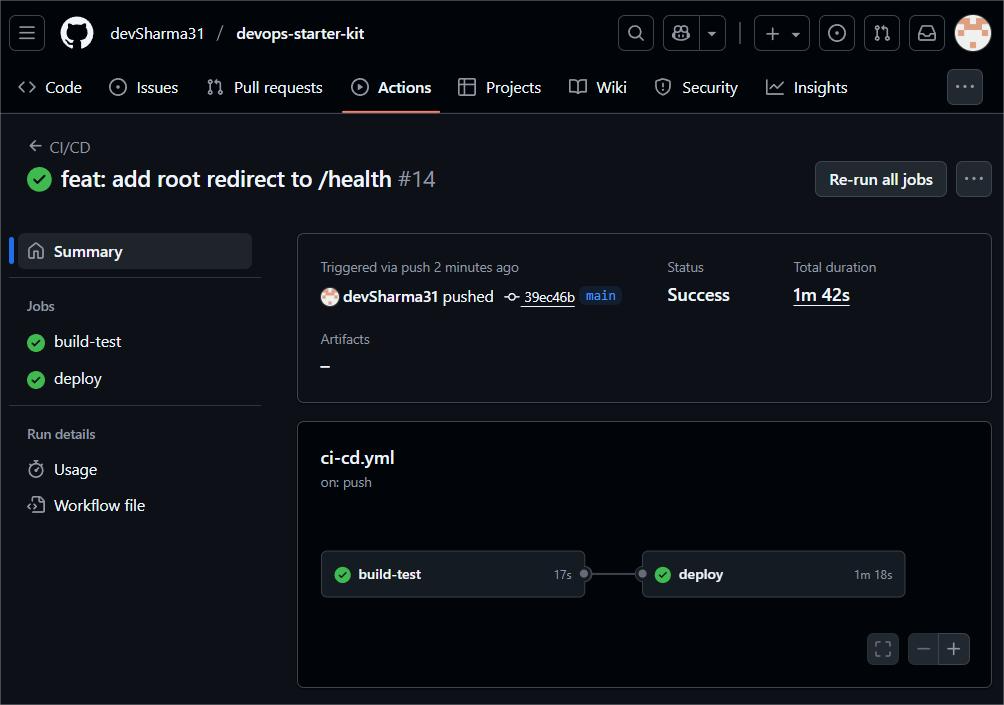 devSharma31 / devops-starter-kit
Code Issues Pull requests Actions Projects Wiki Security Insights
CI/CD
feat: add root redirect to /health #14
Re-run all jobs
Summary
Jobs
build-test
deploy
Run details
Usage
Workflow file
Triggered via push 2 minutes ago
devSharma31 pushed 39ec46b main
Status
Success
Total duration
1m 42s
Artifacts
–
ci-cd.yml
on: push
build-test 17s
deploy 1m 18s